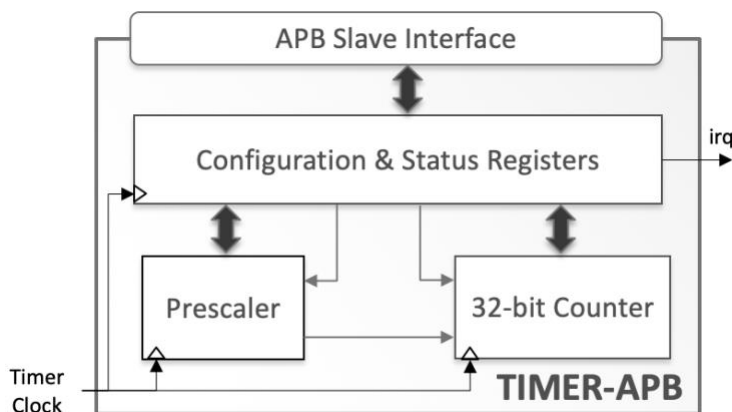 APB Slave Interface
Configuration & Status Registers
irq
Prescaler
32-bit Counter
Timer
Clock
TIMER-APB